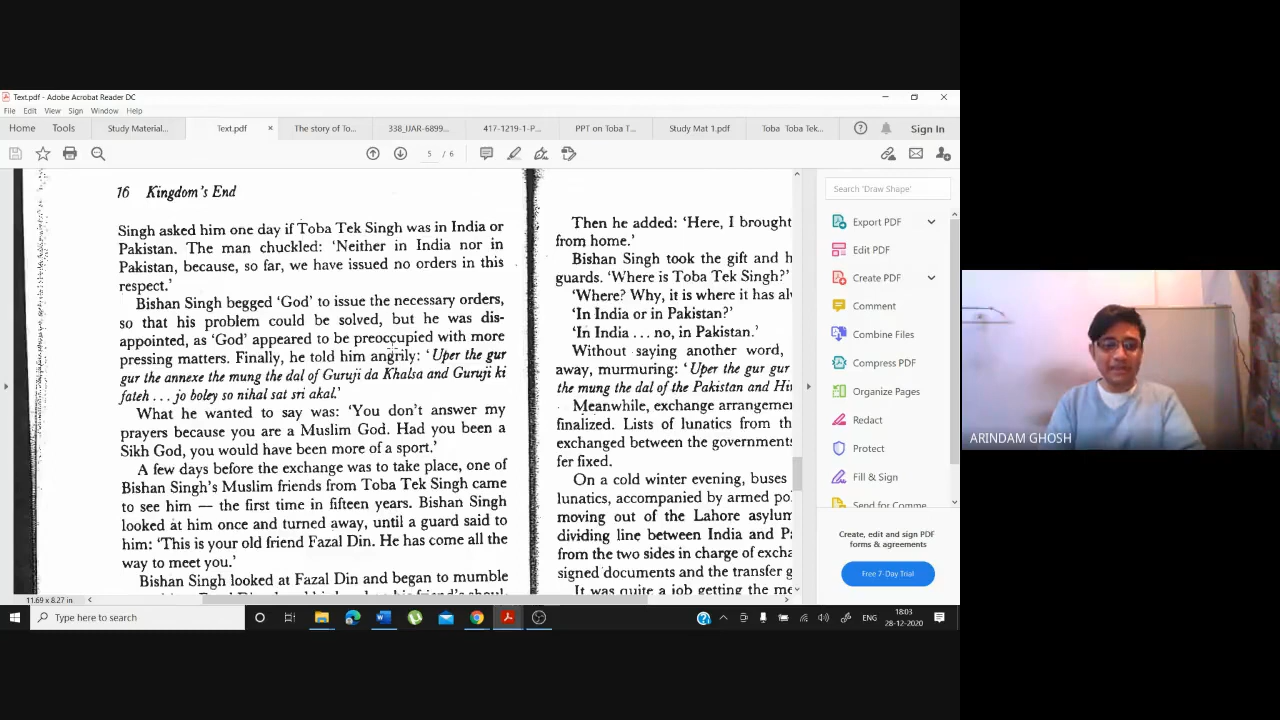 Text.pdf - Adobe Acrobat Reader DC
File Edit View Sign Window Help
Home Tools Study Material... Text.pdf × The story of To... 338_IJAR-6899... 417-1219-1-P... PPT on Toba T... Study Mat 1.pdf Toba Tek... Sign In
5 / 6
16 Kingdom's End
Singh asked him one day if Toba Tek Singh was in India or
Pakistan. The man chuckled: 'Neither in India nor in
Pakistan, because, so far, we have issued no orders in this
respect.'
Bishan Singh begged 'God' to issue the necessary orders,
so that his problem could be solved, but he was dis-
appointed, as 'God' appeared to be preoccupied with more
pressing matters. Finally, he told him angrily: 'Uper the gur
gur the annexe the mung the dal of Guruji da Khalsa and Guruji ki
fateh . . . jo boley so nihal sat sri akal.'
What he wanted to say was: 'You don't answer my
prayers because you are a Muslim God. Had you been a
Sikh God, you would have been more of a sport.'
A few days before the exchange was to take place, one of
Bishan Singh's Muslim friends from Toba Tek Singh came
to see him — the first time in fifteen years. Bishan Singh
looked at him once and turned away, until a guard said to
him: 'This is your old friend Fazal Din. He has come all the
way to meet you.'
Bishan Singh looked at Fazal Din and began to mumble
Then he added: 'Here, I brought
from home.'
Bishan Singh took the gift and h
guards. 'Where is Toba Tek Singh?'
'Where? Why, it is where it has al
'In India or in Pakistan?'
'In India . . . no, in Pakistan.'
Without saying another word,
away, murmuring: 'Uper the gur gur
the mung the dal of the Pakistan and Hi
Meanwhile, exchange arrangemen
finalized. Lists of lunatics from th
exchanged between the governments
fer fixed.
On a cold winter evening, buses
lunatics, accompanied by armed po
moving out of the Lahore asylum
dividing line between India and P
from the two sides in charge of excha
signed documents and the transfer g
It was quite a job getting the me
11.69 x 8.27 in
Search 'Draw Shape'
Export PDF
Edit PDF
Create PDF
Comment
Combine Files
Compress PDF
Organize Pages
Redact
Protect
Fill & Sign
Send for Comme
Create, edit and sign PDF
forms & agreements
Free 7-Day Trial
ARINDAM GHOSH
Type here to search
ENG
18:03
28-12-2020